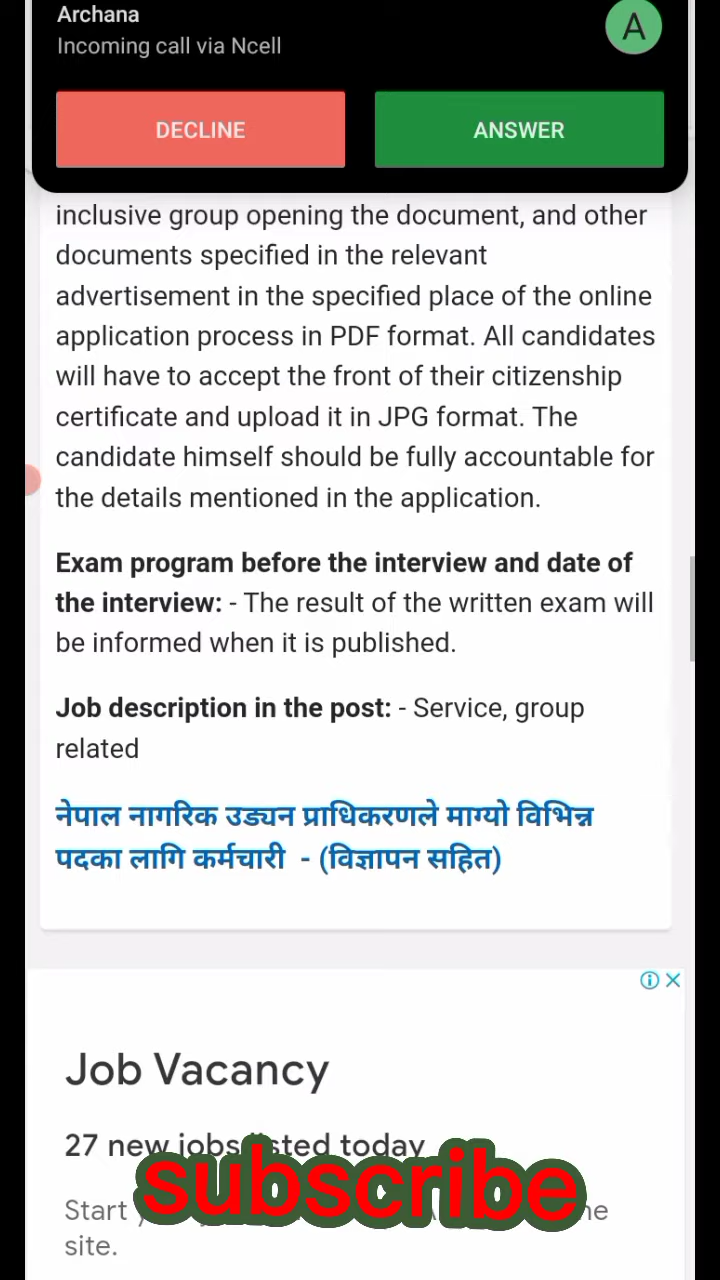 Archana
A
Incoming call via Ncell
DECLINE
ANSWER
inclusive group opening the document, and other
documents specified in the relevant
advertisement in the specified place of the online
application process in PDF format. All candidates
will have to accept the front of their citizenship
certificate and upload it in JPG format. The
candidate himself should be fully accountable for
the details mentioned in the application.
Exam program before the interview and date of
the interview: - The result of the written exam will
be informed when it is published.
Job description in the post: - Service, group
related
नेपाल नागरिक उड्यन प्राधिकरणले माग्यो विभिन्न
पदका लागि कर्मचारी - (विज्ञापन सहित)
Job Vacancy
27 new jobs listed today
subscribe
Start
site.